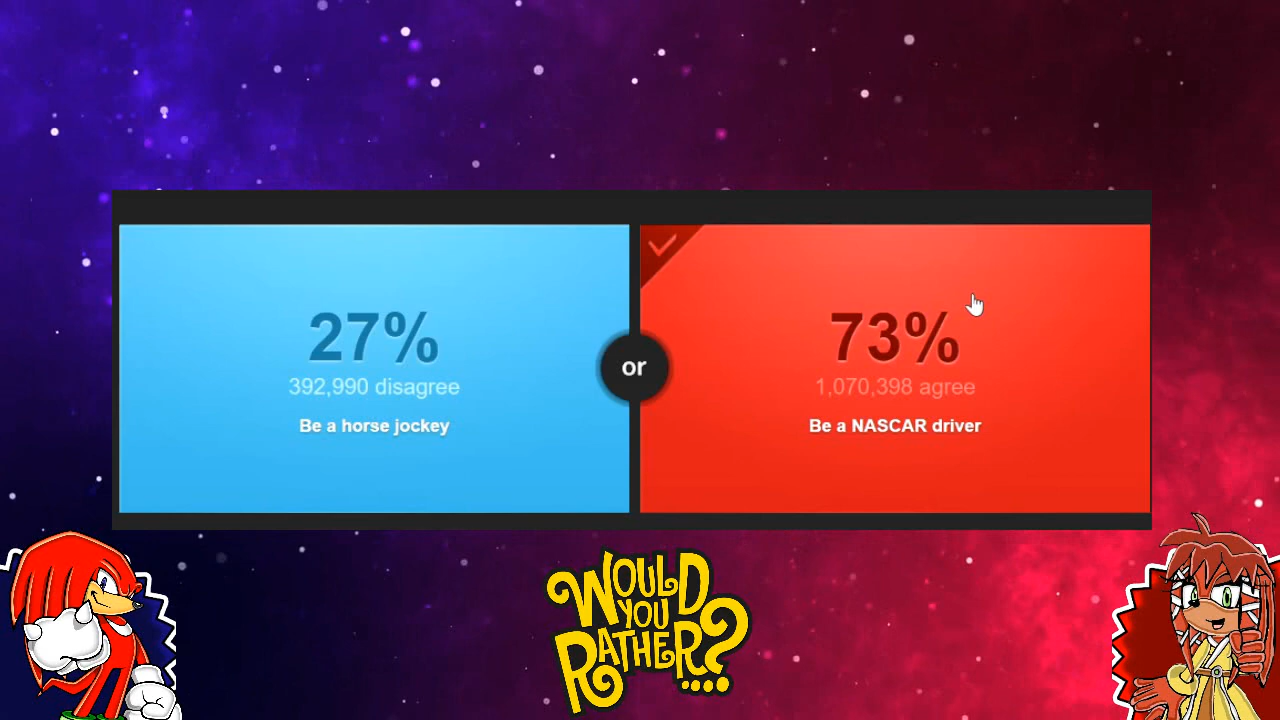 27%
392,990 disagree
Be a horse jockey
or
73%
1,070,398 agree
Be a NASCAR driver
WOULD
YOU
RATHER?...